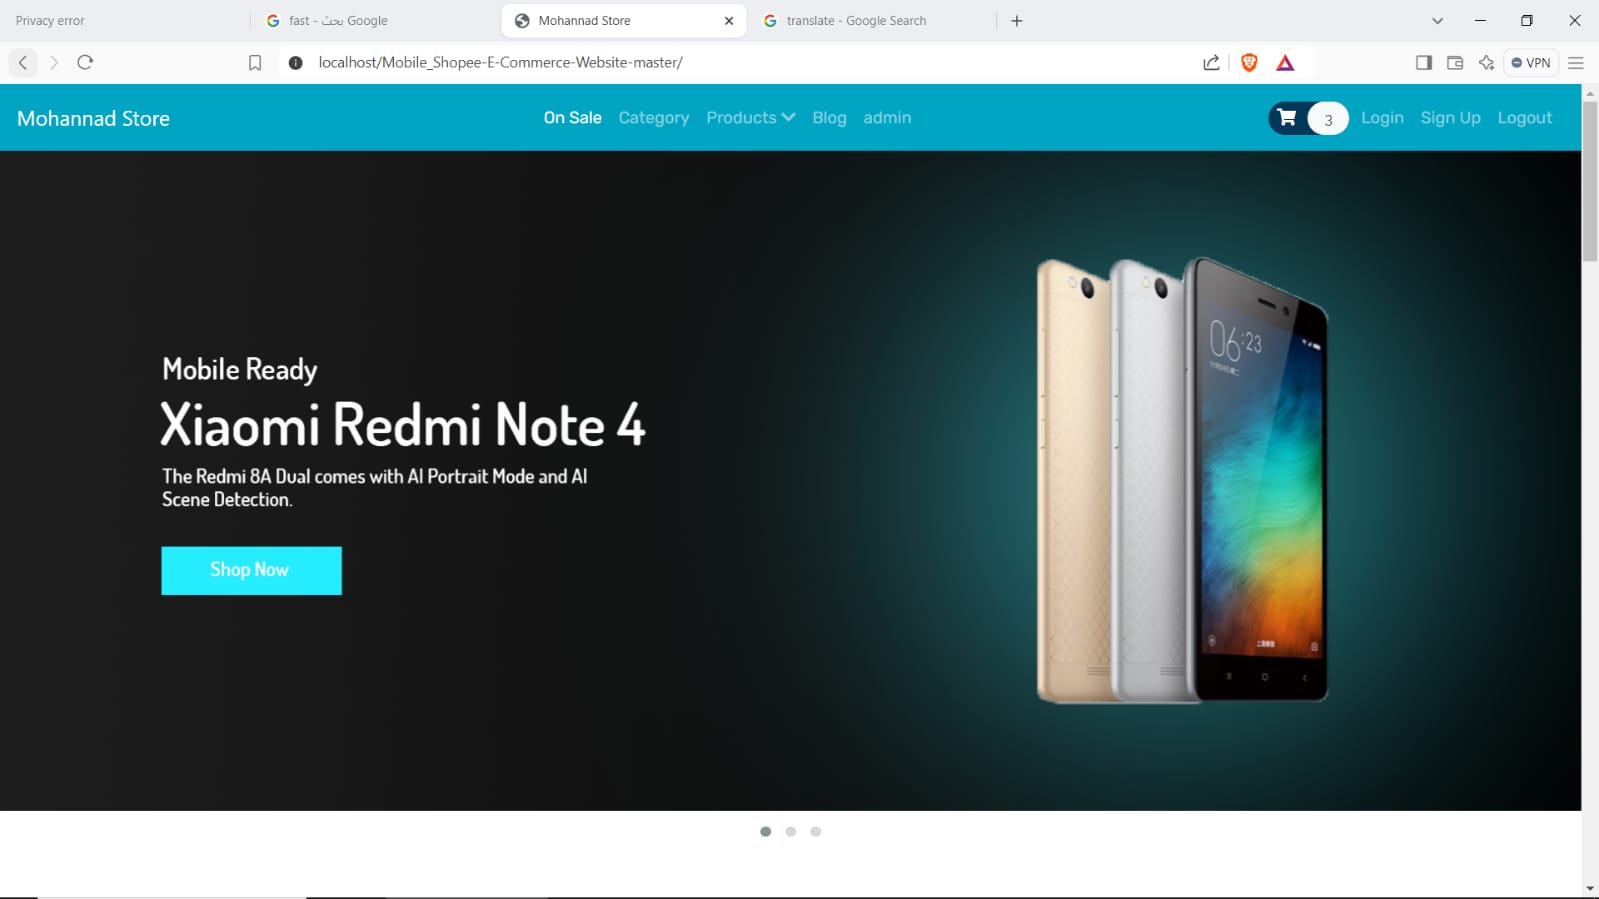 Privacy error
fast - بحث Google
Mohannad Store
translate - Google Search
localhost/Mobile_Shopee-E-Commerce-Website-master/
VPN
Mohannad Store
On Sale
Category
Products
Blog
admin
3
Login
Sign Up
Logout
Mobile Ready
Xiaomi Redmi Note 4
The Redmi 8A Dual comes with AI Portrait Mode and AI
Scene Detection.
Shop Now
06:23